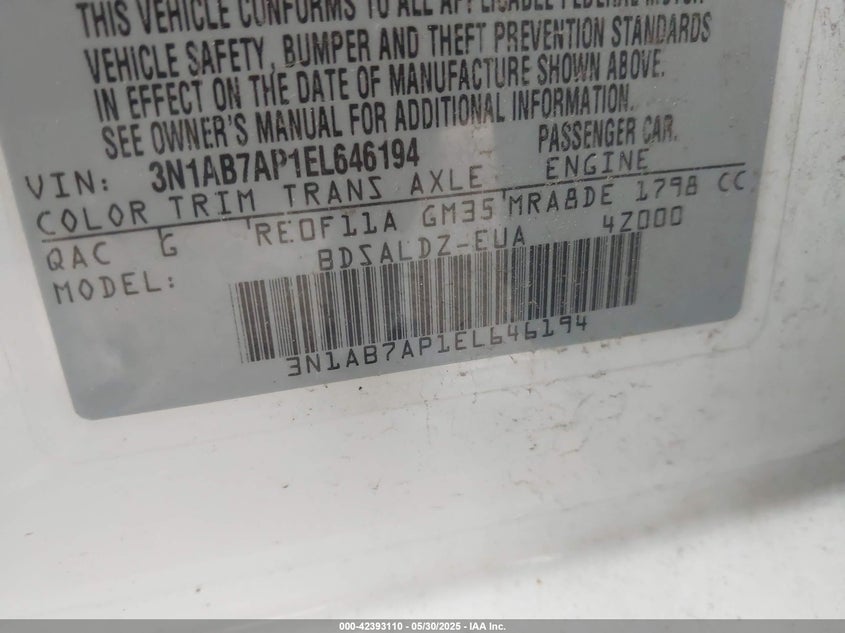 THIS VEHICLE CONFORMS TO ALL APPLICABLE FEDERAL MOTOR
VEHICLE SAFETY, BUMPER AND THEFT PREVENTION STANDARDS
IN EFFECT ON THE DATE OF MANUFACTURE SHOWN ABOVE.
SEE OWNER'S MANUAL FOR ADDITIONAL INFORMATION.
VIN: 3N1AB7AP1EL646194 PASSENGER CAR.
COLOR TRIM TRANS AXLE ENGINE
QAC G RE0F11A GM35 MRA8DE 1798 CC
MODEL: BDSALDZ-EUA 4Z000
3N1AB7AP1EL646194
000-42393110 - 05/30/2025 - IAA Inc.